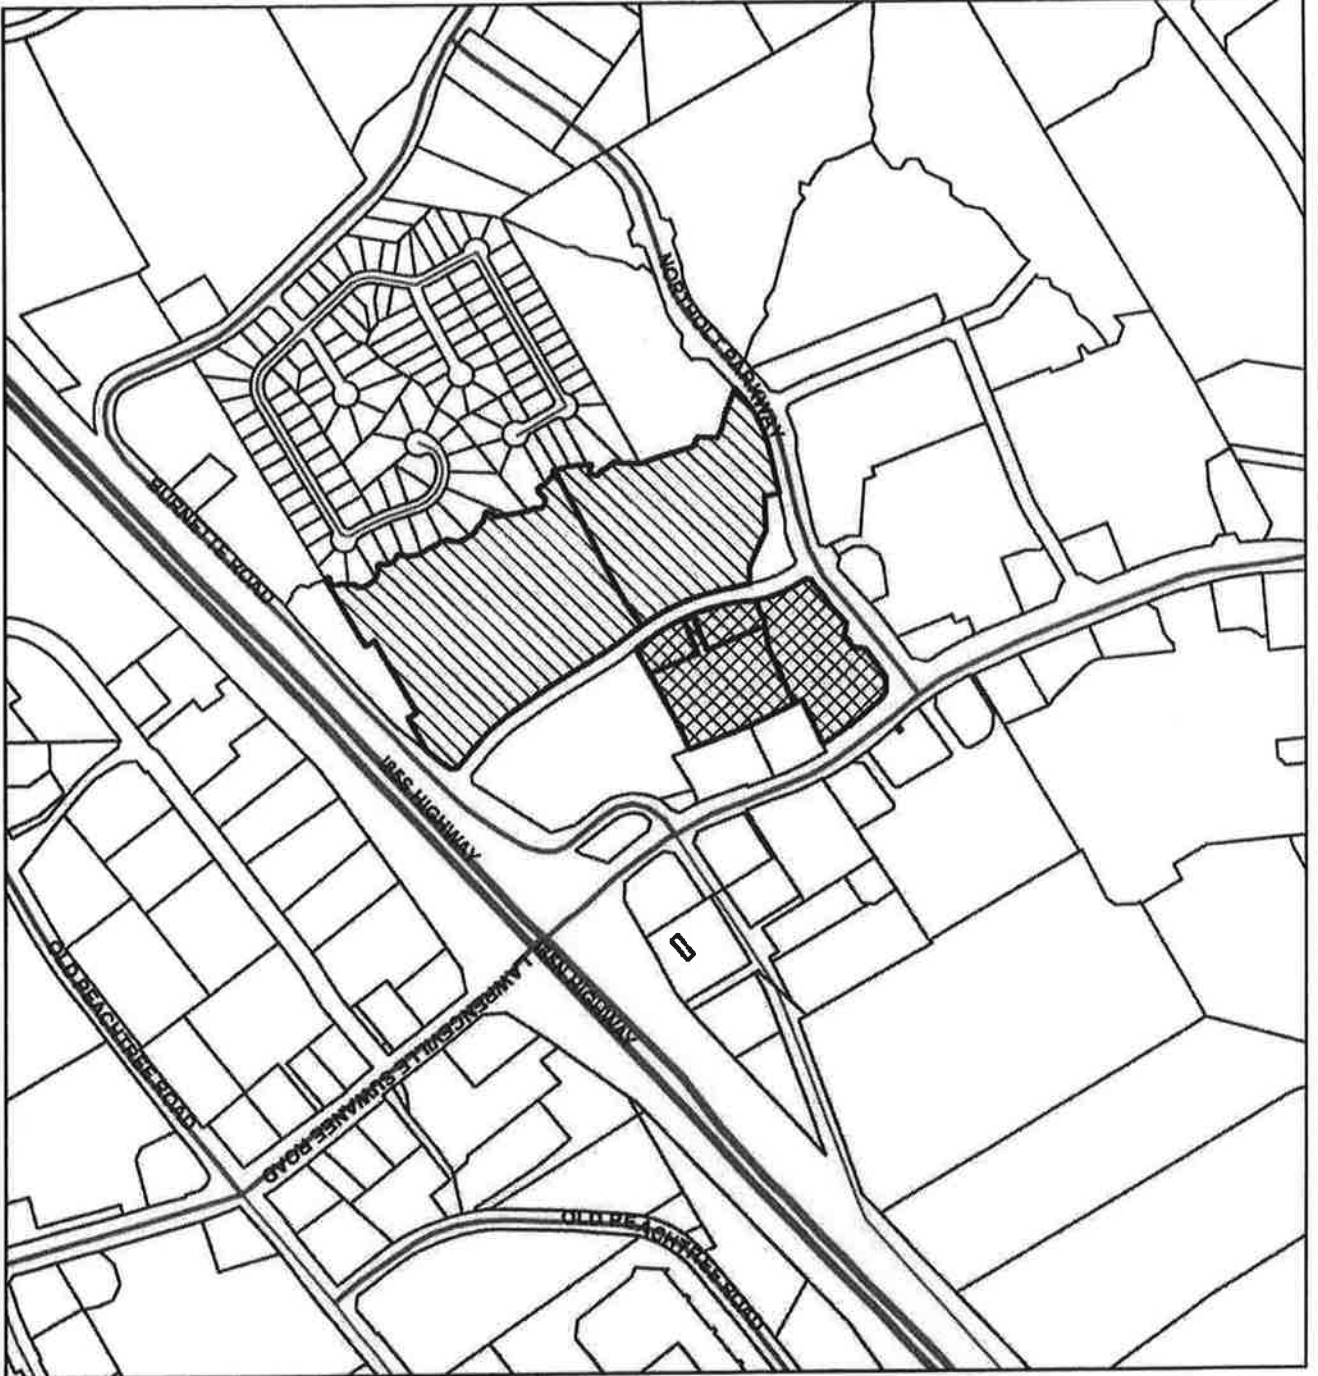 NORTHOLT PARKWAY
BURNETTE ROAD
I85S HIGHWAY
I85N HIGHWAY
LAWRENCEVILLE SUWANEE ROAD
OLD PEACHTREE ROAD
OLD PEACHTREE ROAD